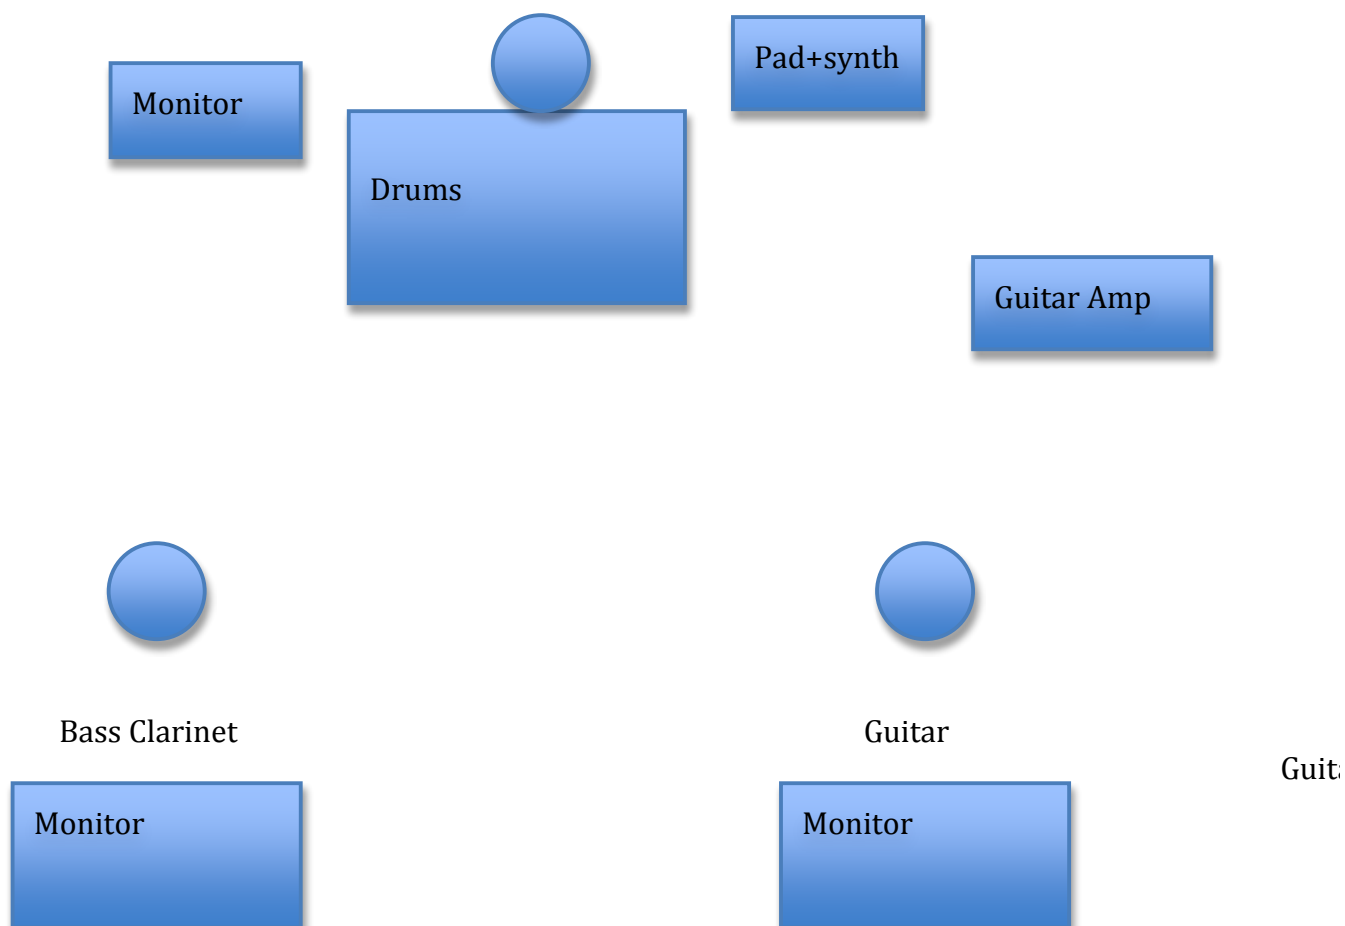 Pad+synth
Monitor
Drums
Guitar Amp
Bass Clarinet
Guitar
Monitor
Monitor